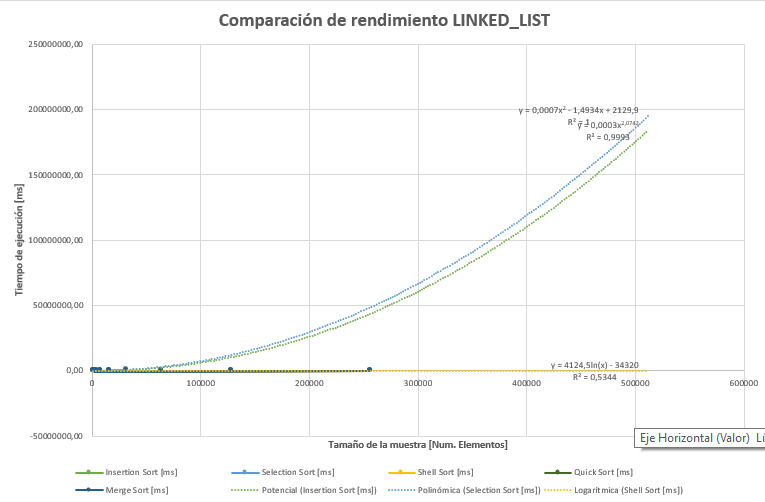 Comparación de rendimiento LINKED_LIST
250000000,00
200000000,00
150000000,00
100000000,00
50000000,00
0,00
-50000000,00
Tiempo de ejecución [ms]
y = 0,0007x² - 1,4934x + 2129,9
R² = 1
y = 0,0003x^2,0742
R² = 0,9993
y = 4124,5ln(x) - 34320
R² = 0,5344
0 100000 200000 300000 400000 500000 600000
Eje Horizontal (Valor) Lí
Tamaño de la muestra [Num. Elementos]
Insertion Sort [ms] Selection Sort [ms] Shell Sort [ms] Quick Sort [ms]
Merge Sort [ms] Potencial (Insertion Sort [ms]) Polinómica (Selection Sort [ms]) Logarítmica (Shell Sort [ms])